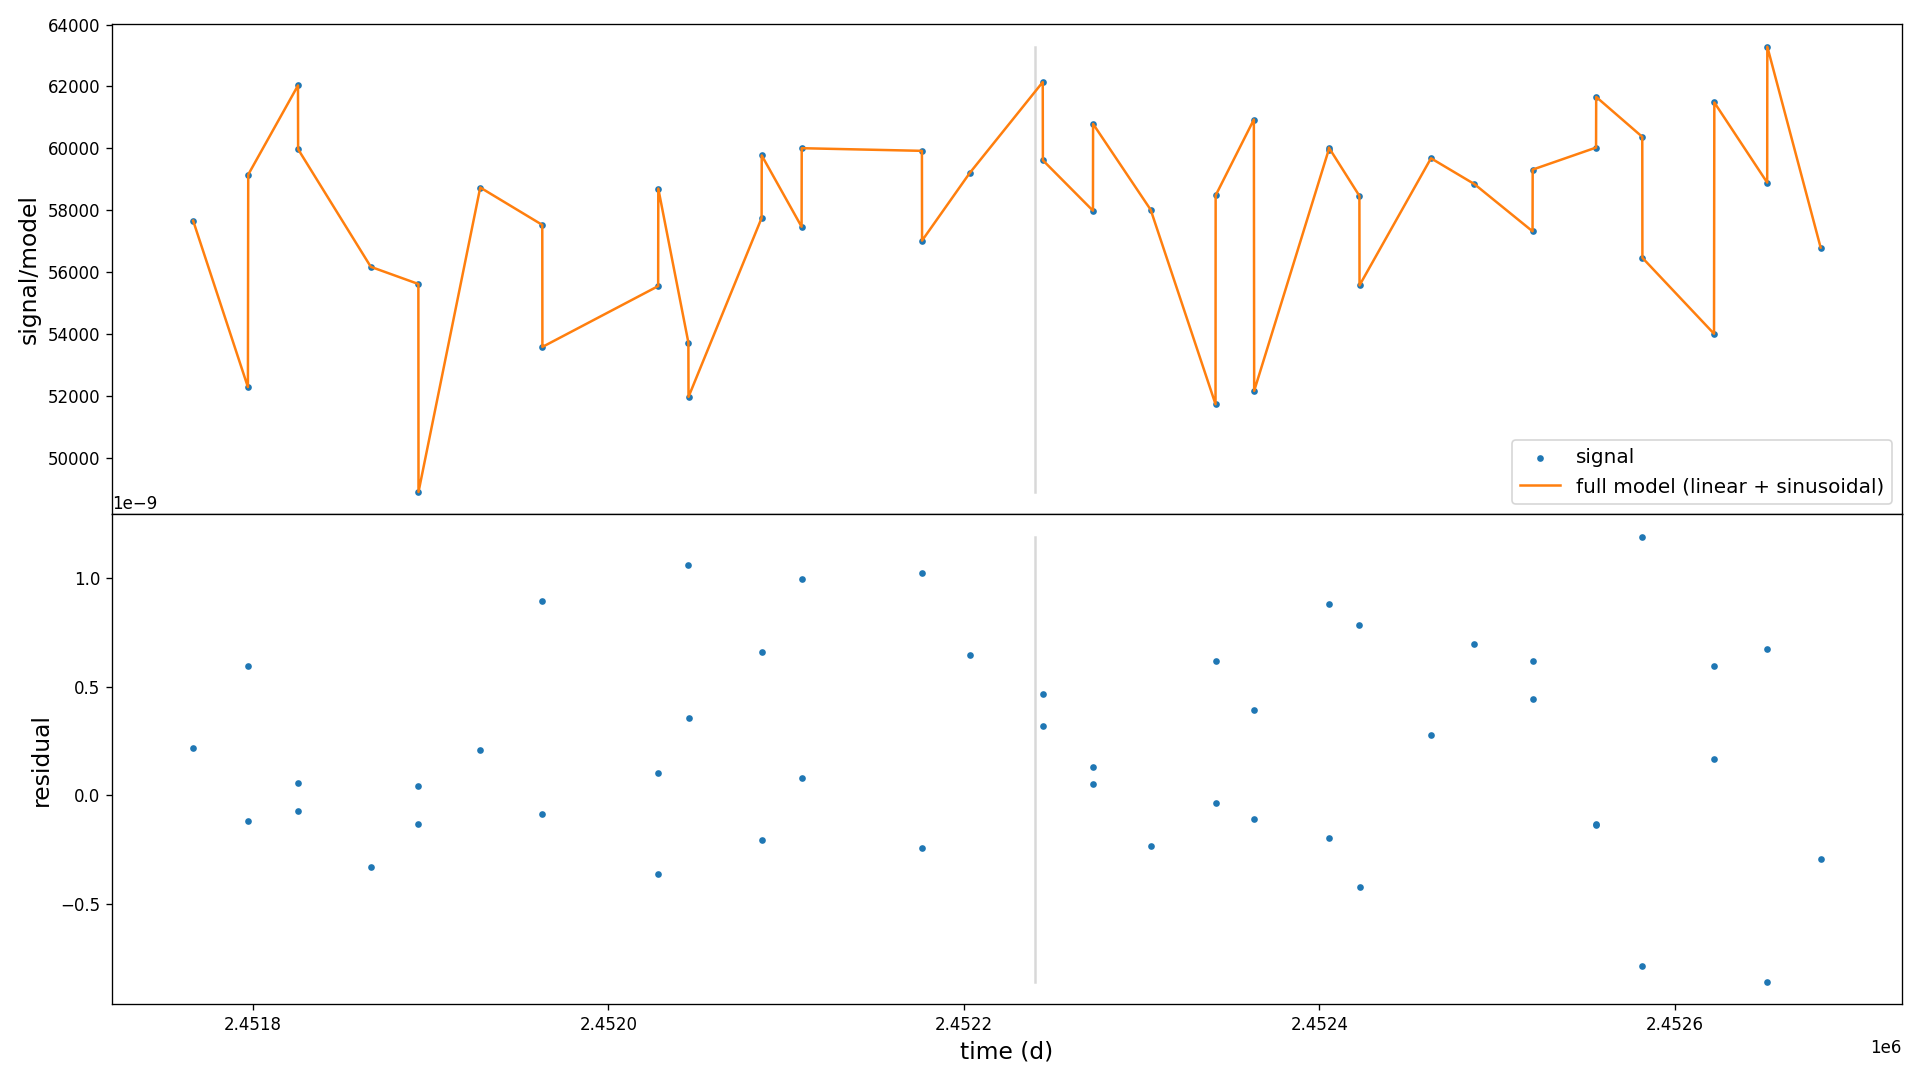 64000
62000
60000
58000
56000
54000
52000
50000
signal/model
signal
full model (linear + sinusoidal)
1e−9
1.0
0.5
0.0
−0.5
residual
2.4518
2.4520
2.4522
2.4524
2.4526
time (d)
1e6